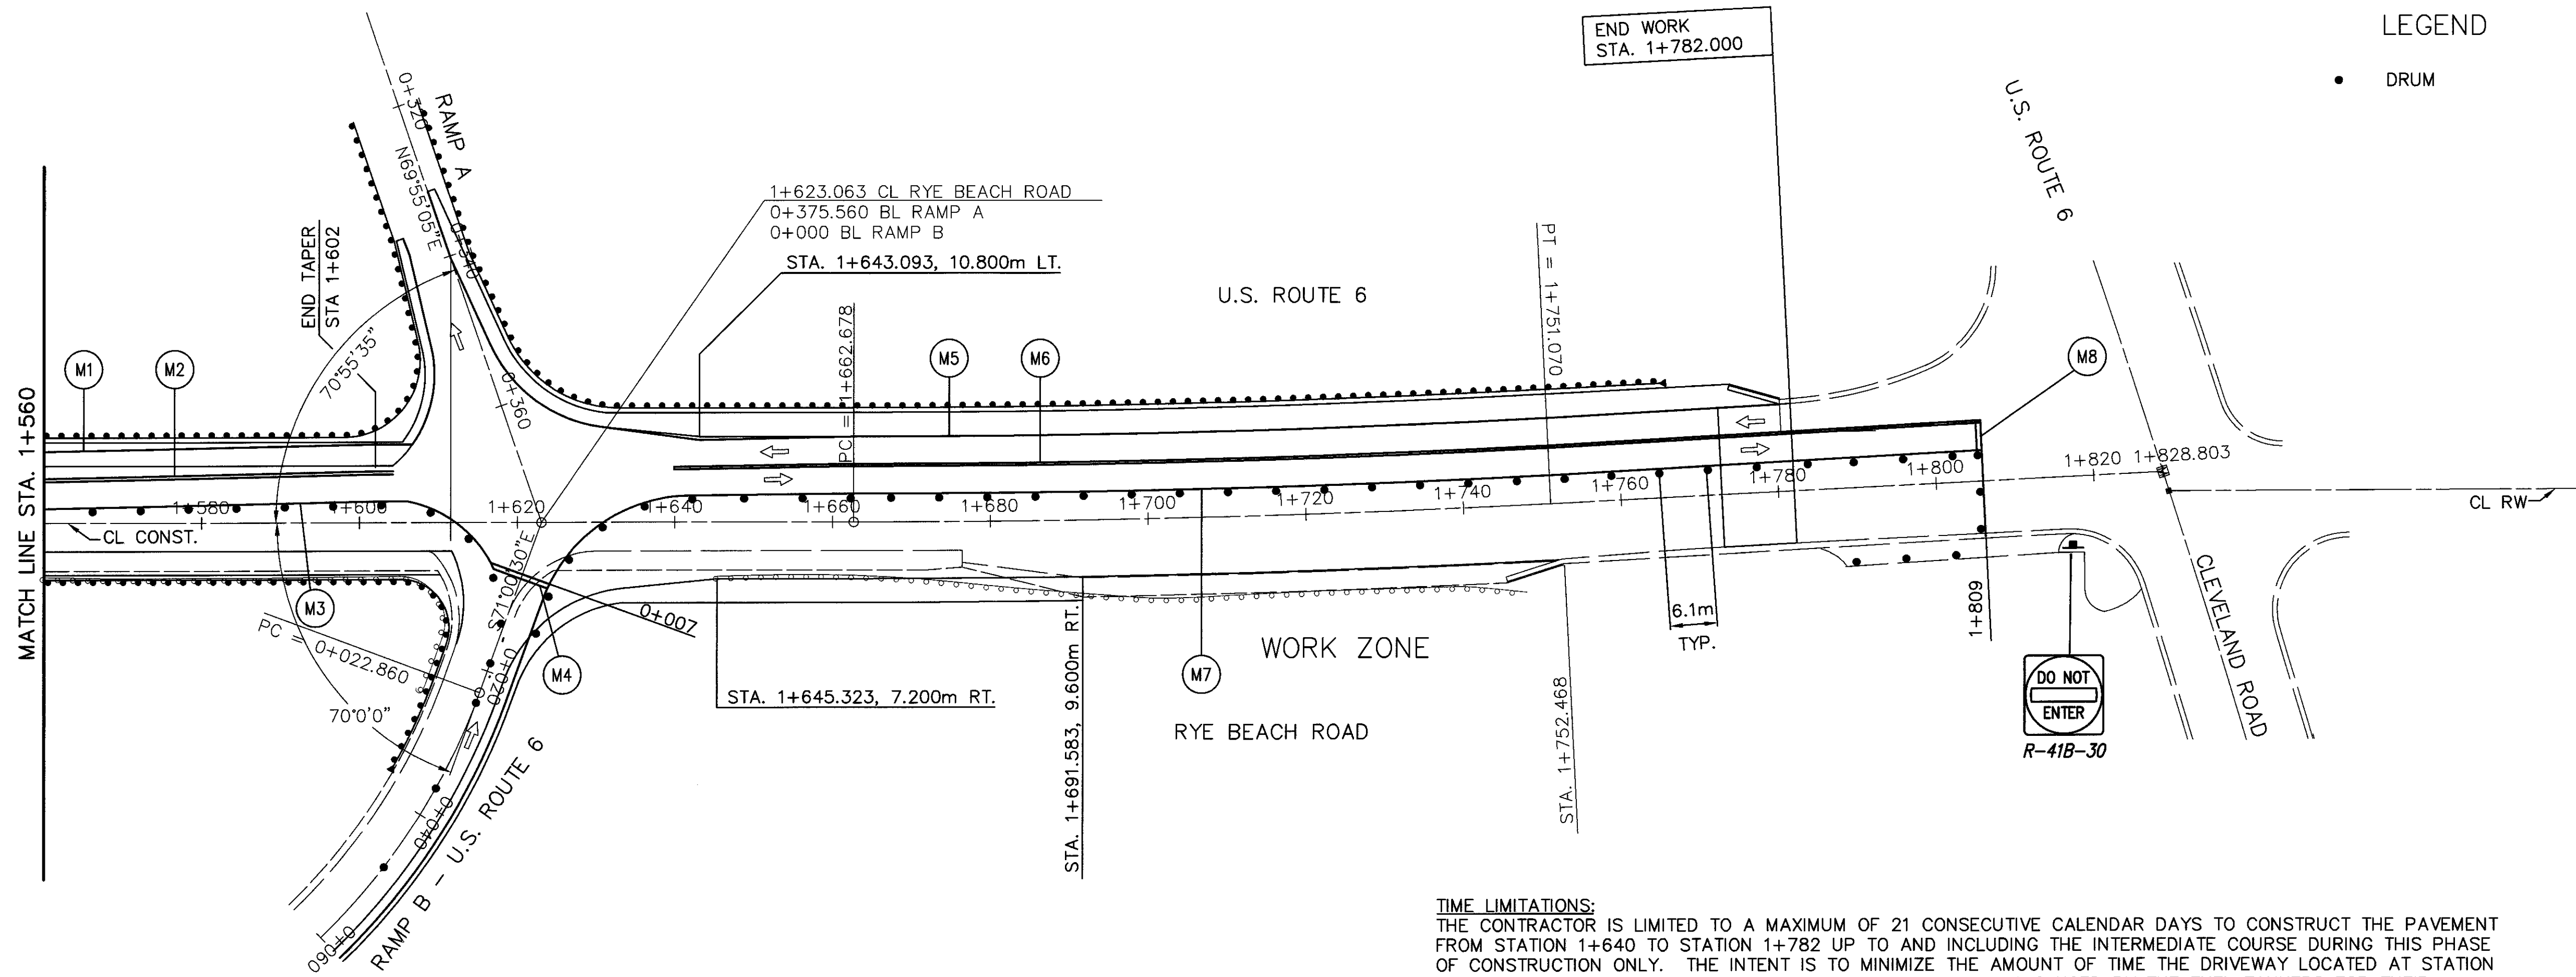 END WORK
STA. 1+782.000
LEGEND
DRUM
U.S. ROUTE 6
0+320
RAMP A
N69°55'05"E
0+340
1+623.063 CL RYE BEACH ROAD
0+375.560 BL RAMP A
0+000 BL RAMP B
STA. 1+643.093, 10.800m LT.
END TAPER
STA 1+602
70°55'35"
PC = 1+662.678
U.S. ROUTE 6
PT = 1+751.070
M1
M2
M5
M6
M8
0+360
MATCH LINE STA. 1+560
1+580
1+600
1+620
1+640
1+660
1+680
1+700
1+720
1+740
1+760
1+780
1+800
1+820
1+828.803
CL CONST.
CL RW
S71°00'30"E
M3
0+007
PC = 0+022.860
0+020
M4
70°0'0"
STA. 1+645.323, 7.200m RT.
STA. 1+691.583, 9.600m RT.
M7
WORK ZONE
RYE BEACH ROAD
6.1m
TYP.
STA. 1+752.468
1+809
DO NOT
ENTER
R-41B-30
CLEVELAND ROAD
0+040
0+060
RAMP B - U.S. ROUTE 6
TIME LIMITATIONS:
THE CONTRACTOR IS LIMITED TO A MAXIMUM OF 21 CONSECUTIVE CALENDAR DAYS TO CONSTRUCT THE PAVEMENT
FROM STATION 1+640 TO STATION 1+782 UP TO AND INCLUDING THE INTERMEDIATE COURSE DURING THIS PHASE
OF CONSTRUCTION ONLY. THE INTENT IS TO MINIMIZE THE AMOUNT OF TIME THE DRIVEWAY LOCATED AT STATION